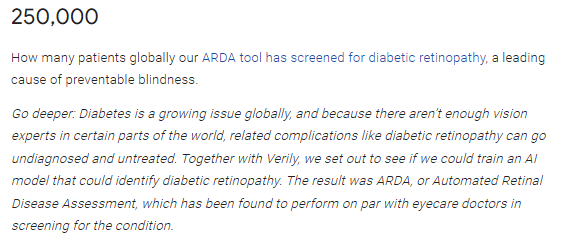 250,000
How many patients globally our ARDA tool has screened for diabetic retinopathy, a leading
cause of preventable blindness.
Go deeper: Diabetes is a growing issue globally, and because there aren't enough vision
experts in certain parts of the world, related complications like diabetic retinopathy can go
undiagnosed and untreated. Together with Verily, we set out to see if we could train an AI
model that could identify diabetic retinopathy. The result was ARDA, or Automated Retinal
Disease Assessment, which has been found to perform on par with eyecare doctors in
screening for the condition.